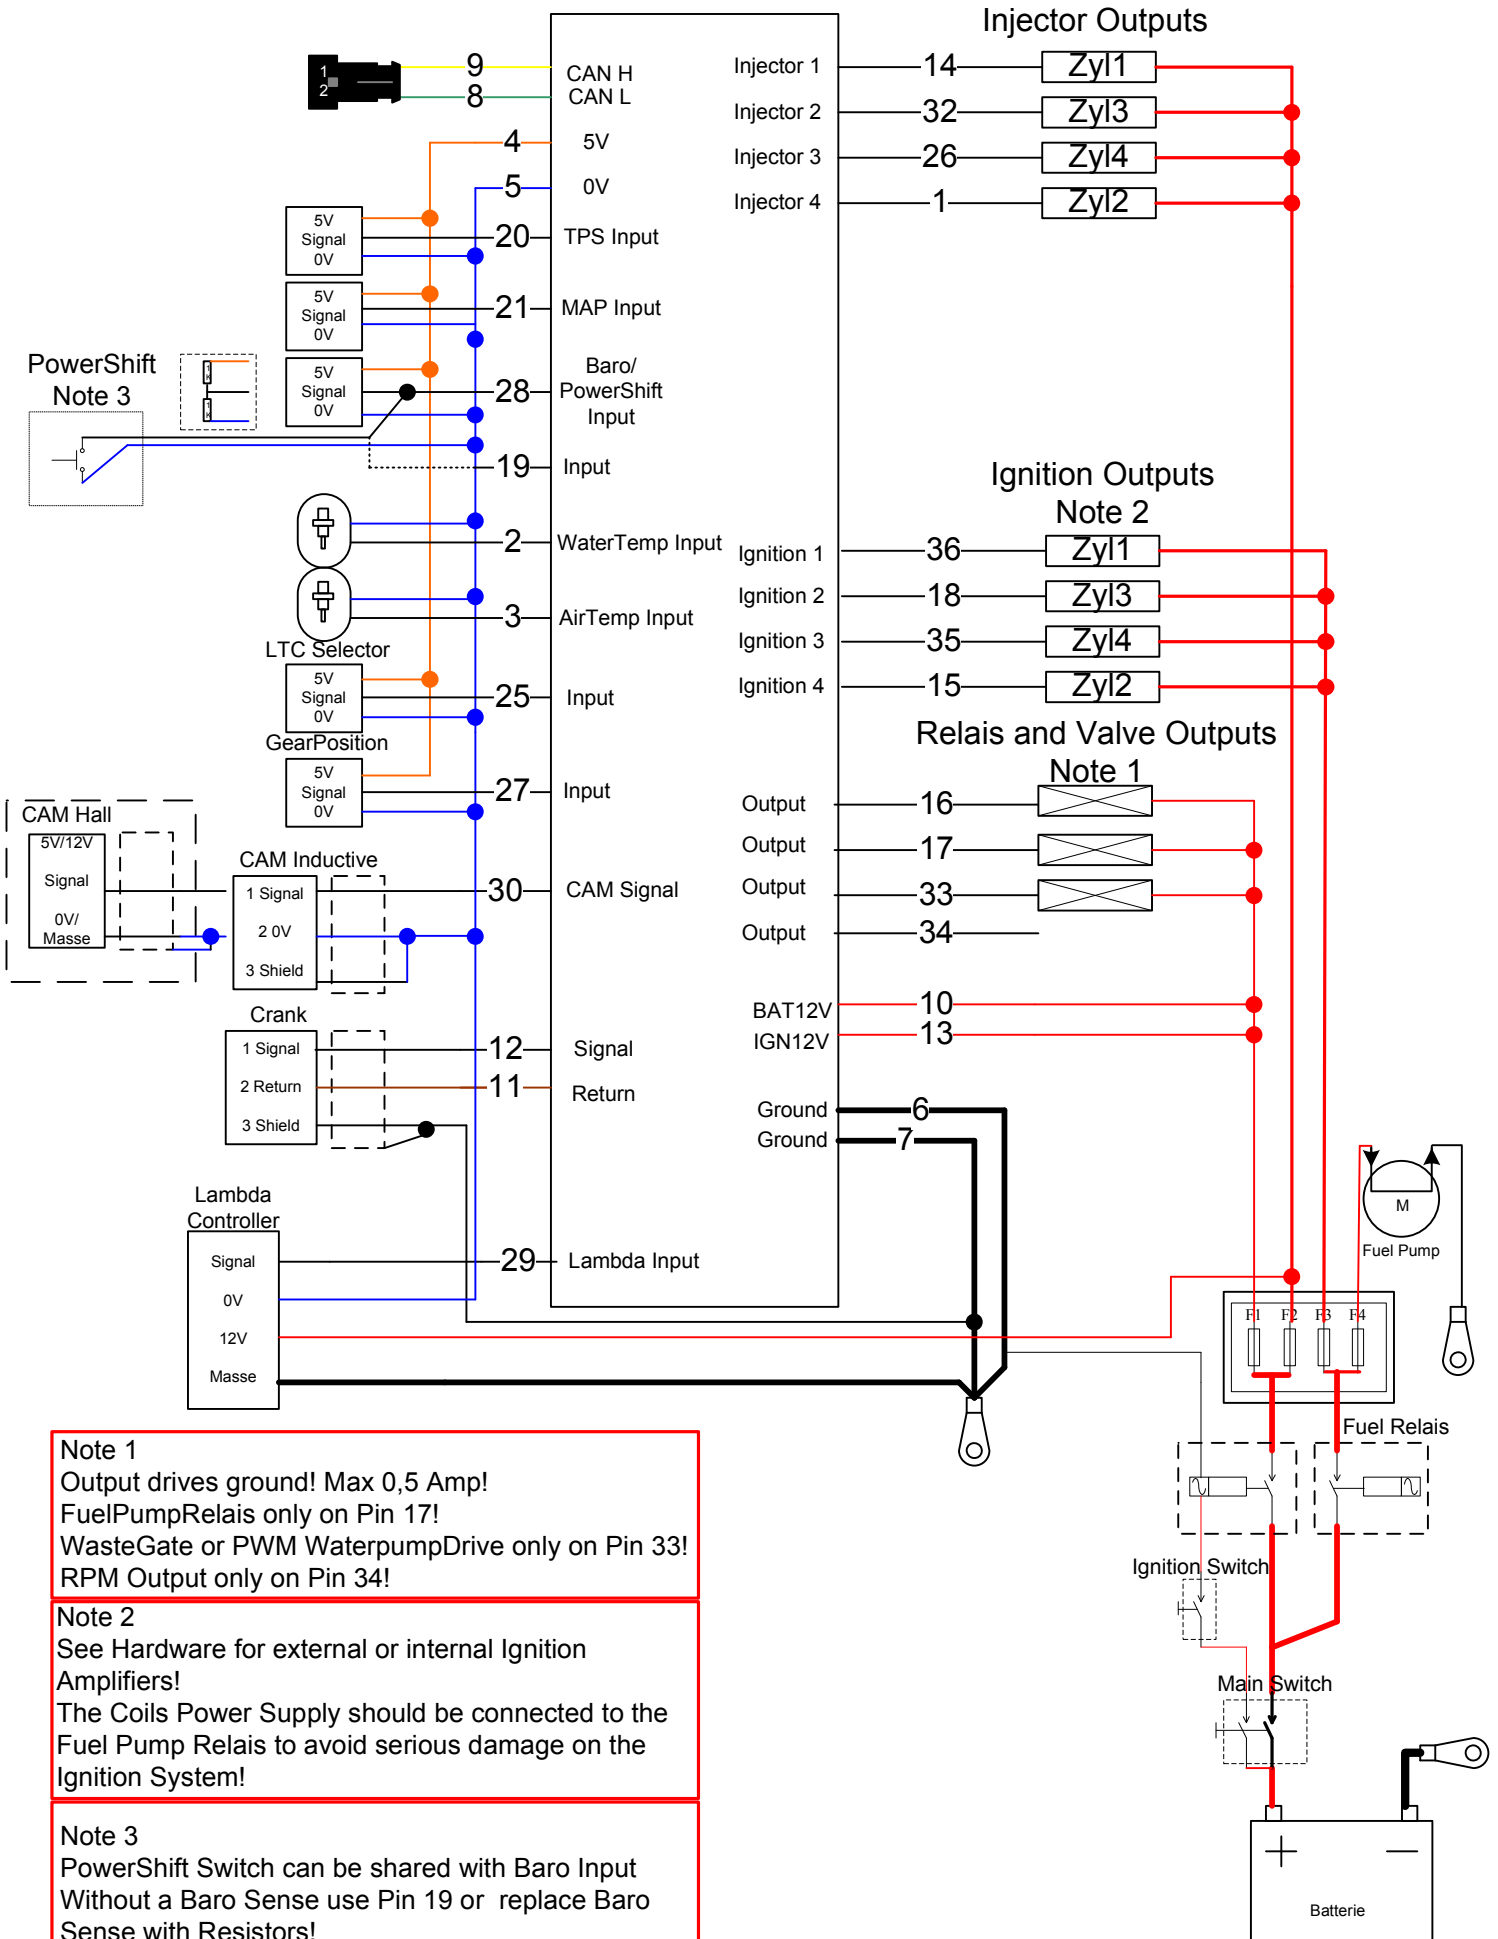 Injector Outputs
1
2
9
8
CAN H
CAN L
4
5V
5
0V
5V
Signal
0V
20
TPS Input
5V
Signal
0V
21
MAP Input
PowerShift
Note 3
1
K
1
K
5V
Signal
0V
28
Baro/
PowerShift
Input
19
Input
2
WaterTemp Input
3
AirTemp Input
LTC Selector
5V
Signal
0V
25
Input
GearPosition
5V
Signal
0V
27
Input
CAM Hall
5V/12V
Signal
0V/
Masse
CAM Inductive
1 Signal
2 0V
3 Shield
30
CAM Signal
Crank
1 Signal
2 Return
3 Shield
12
Signal
11
Return
Lambda
Controller
Signal
0V
12V
Masse
29
Lambda Input
Injector 1
14
Zyl1
Injector 2
32
Zyl3
Injector 3
26
Zyl4
Injector 4
1
Zyl2
Ignition Outputs
Note 2
Ignition 1
36
Zyl1
Ignition 2
18
Zyl3
Ignition 3
35
Zyl4
Ignition 4
15
Zyl2
Relais and Valve Outputs
Note 1
Output
16
Output
17
Output
33
Output
34
BAT12V
10
IGN12V
13
Ground
6
Ground
7
M
Fuel Pump
F1
F2
F3
F4
Fuel Relais
Ignition Switch
Main Switch
Batterie
Note 1
Output drives ground! Max 0,5 Amp!
FuelPumpRelais only on Pin 17!
WasteGate or PWM WaterpumpDrive only on Pin 33!
RPM Output only on Pin 34!
Note 2
See Hardware for external or internal Ignition
Amplifiers!
The Coils Power Supply should be connected to the
Fuel Pump Relais to avoid serious damage on the
Ignition System!
Note 3
PowerShift Switch can be shared with Baro Input
Without a Baro Sense use Pin 19 or replace Baro
Sense with Resistors!